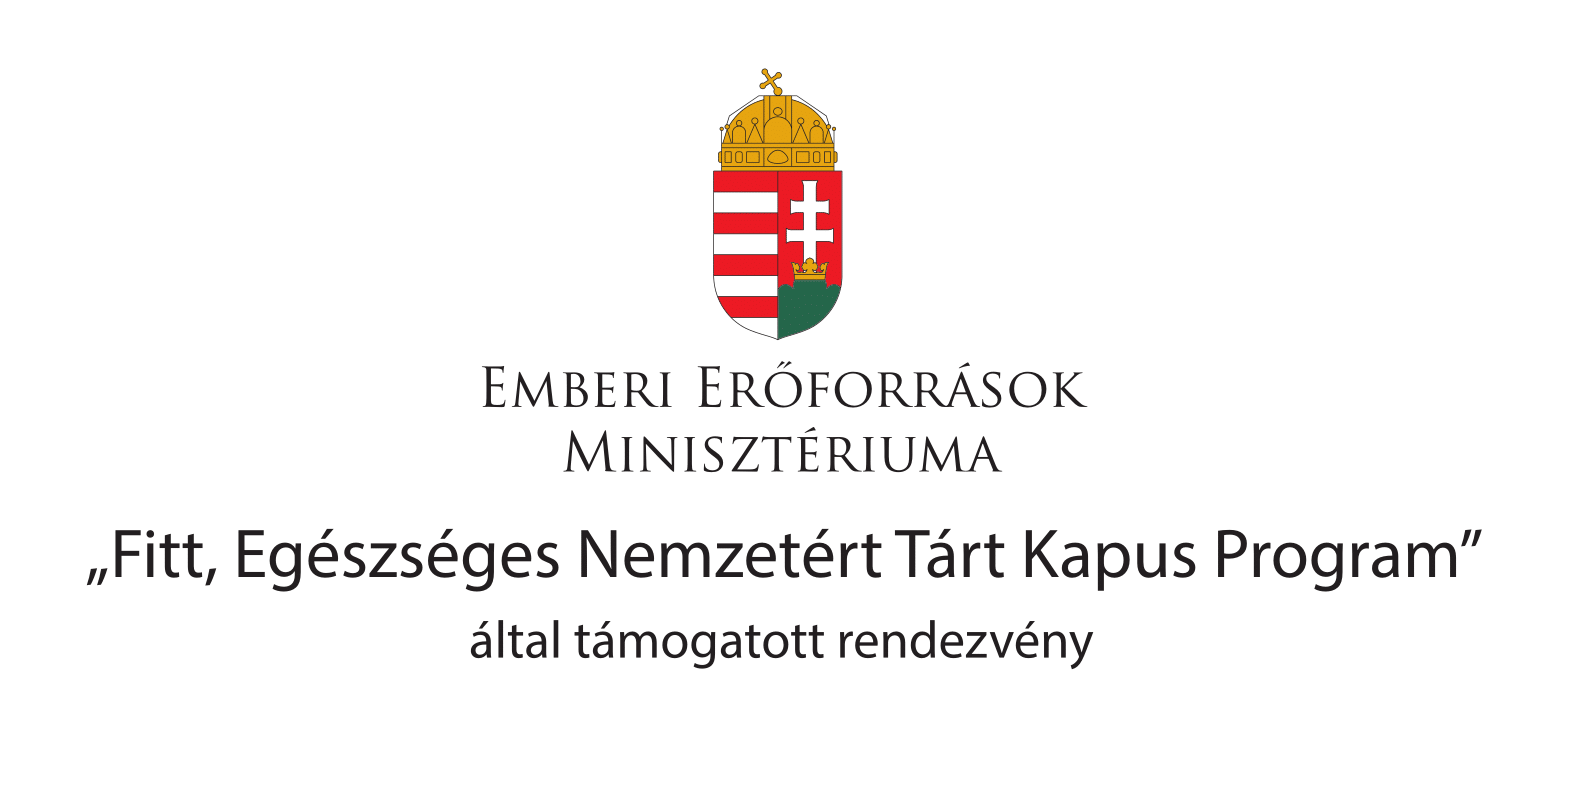 Emberi Erőforrások
Minisztériuma
„Fitt, Egészséges Nemzetért Tárt Kapus Program”
által támogatott rendezvény